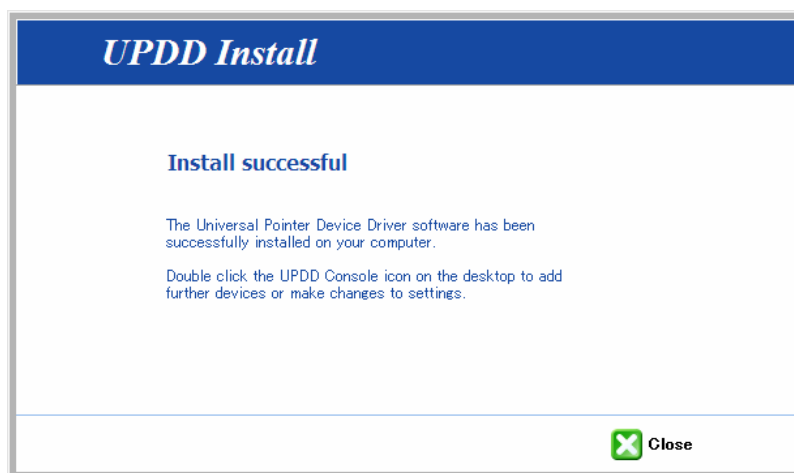 UPDD Install
Install successful
The Universal Pointer Device Driver software has been
successfully installed on your computer.
Double click the UPDD Console icon on the desktop to add
further devices or make changes to settings.
Close